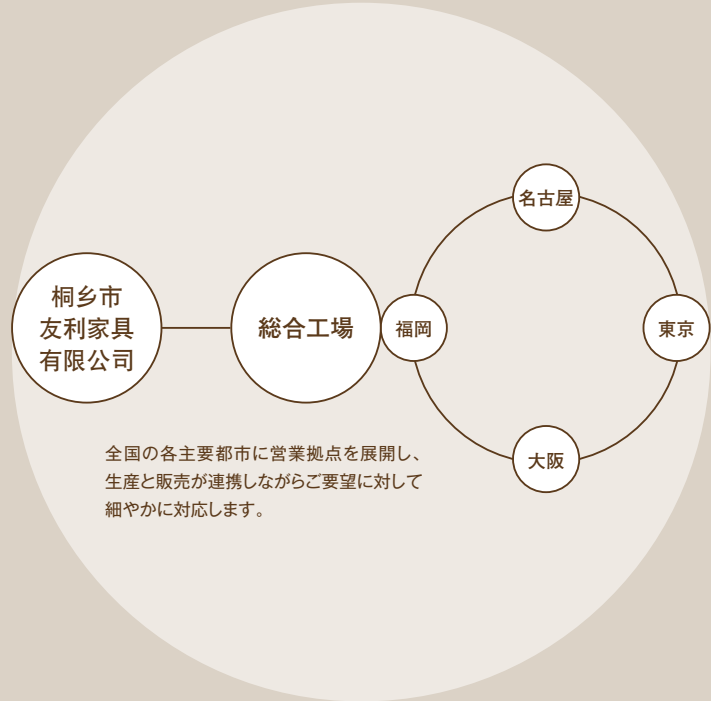 桐乡市
友利家具
有限公司
総合工場
福岡
名古屋
東京
大阪
全国の各主要都市に営業拠点を展開し、
生産と販売が連携しながらご要望に対して
細やかに対応します。